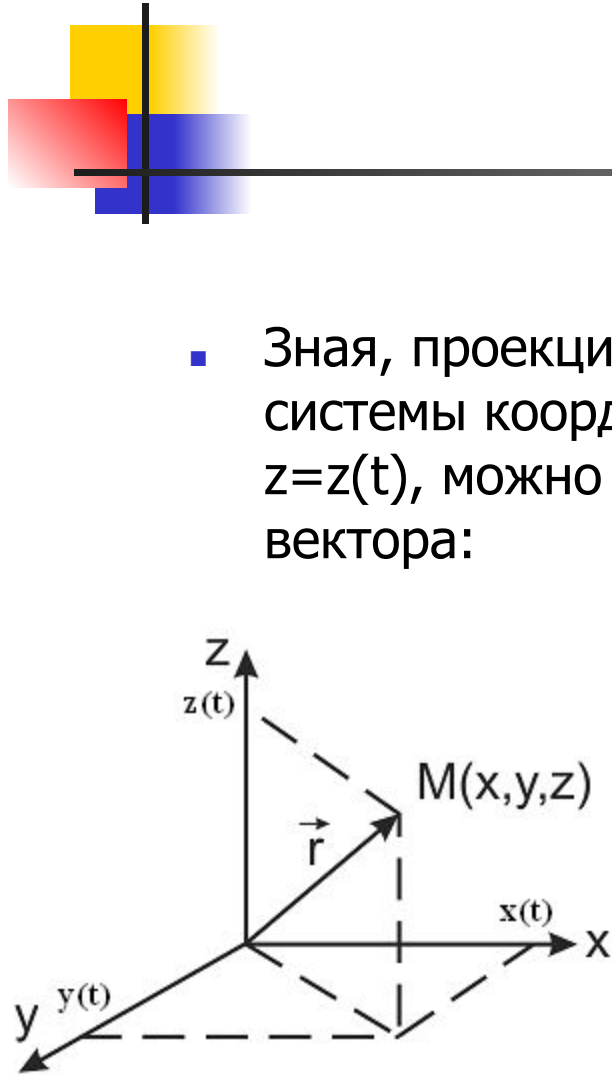 Зная, проекци
системы коорд
z=z(t), можно
вектора:
z
z(t)
M(x,y,z)
r
x(t)
x
y(t)
y